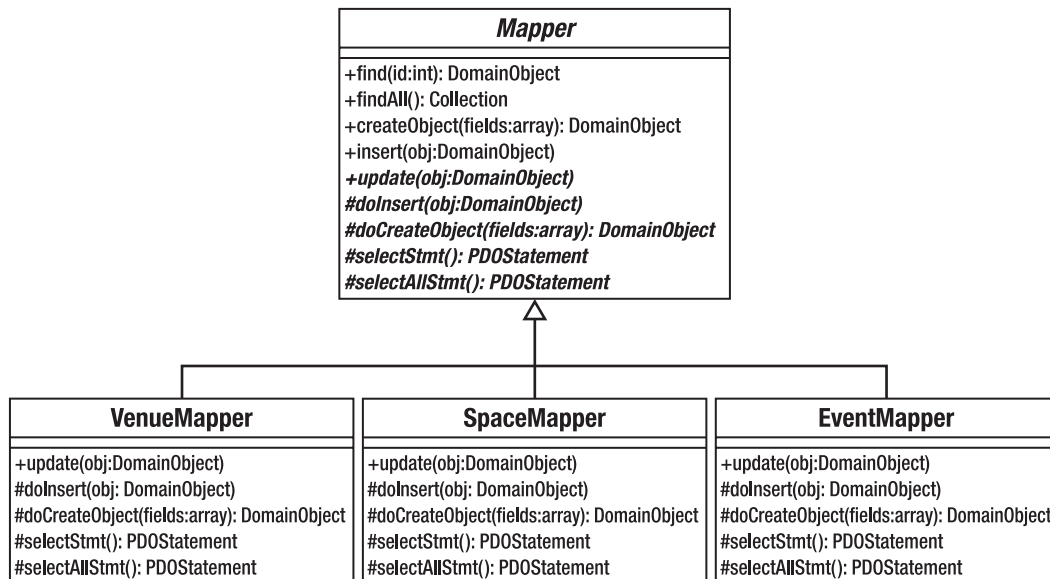 Mapper
+find(id:int): DomainObject
+findAll(): Collection
+createObject(fields:array): DomainObject
+insert(obj:DomainObject)
+update(obj:DomainObject)
#doInsert(obj:DomainObject)
#doCreateObject(fields:array): DomainObject
#selectStmt(): PDOStatement
#selectAllStmt(): PDOStatement
VenueMapper
+update(obj:DomainObject)
#doInsert(obj: DomainObject)
#doCreateObject(fields:array): DomainObject
#selectStmt(): PDOStatement
#selectAllStmt(): PDOStatement
SpaceMapper
+update(obj:DomainObject)
#doInsert(obj: DomainObject)
#doCreateObject(fields:array): DomainObject
#selectStmt(): PDOStatement
#selectAllStmt(): PDOStatement
EventMapper
+update(obj:DomainObject)
#doInsert(obj: DomainObject)
#doCreateObject(fields:array): DomainObject
#selectStmt(): PDOStatement
#selectAllStmt(): PDOStatement